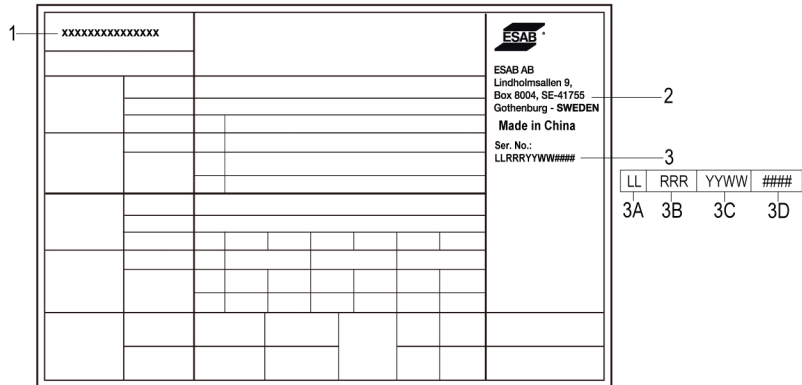 1
xxxxxxxxxxxxxxx
ESAB
ESAB AB
Lindholmsallen 9,
Box 8004, SE-41755
Gothenburg - SWEDEN
2
Made in China
Ser. No.:
LLRRRYYWW####
3
LL RRR YYWW ####
3A 3B 3C 3D